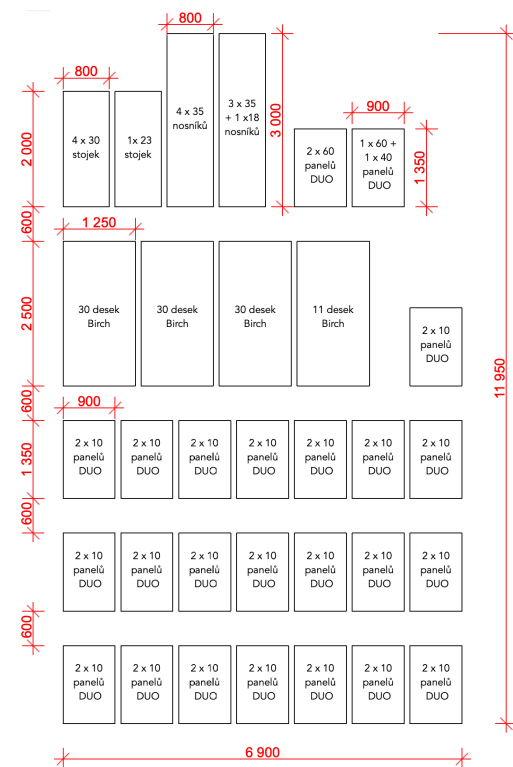 800
800
4 x 30
stojek
1x 23
stojek
4 x 35
nosníků
3 x 35
+ 1 x18
nosníků
3 000
900
2 x 60
panelů
DUO
1 x 60 +
1 x 40
panelů
DUO
1 350
2 000
600
1 250
2 500
30 desek
Birch
30 desek
Birch
30 desek
Birch
11 desek
Birch
2 x 10
panelů
DUO
11 950
600
900
1 350
2 x 10
panelů
DUO
2 x 10
panelů
DUO
2 x 10
panelů
DUO
2 x 10
panelů
DUO
2 x 10
panelů
DUO
2 x 10
panelů
DUO
2 x 10
panelů
DUO
600
2 x 10
panelů
DUO
2 x 10
panelů
DUO
2 x 10
panelů
DUO
2 x 10
panelů
DUO
2 x 10
panelů
DUO
2 x 10
panelů
DUO
2 x 10
panelů
DUO
600
2 x 10
panelů
DUO
2 x 10
panelů
DUO
2 x 10
panelů
DUO
2 x 10
panelů
DUO
2 x 10
panelů
DUO
2 x 10
panelů
DUO
2 x 10
panelů
DUO
6 900